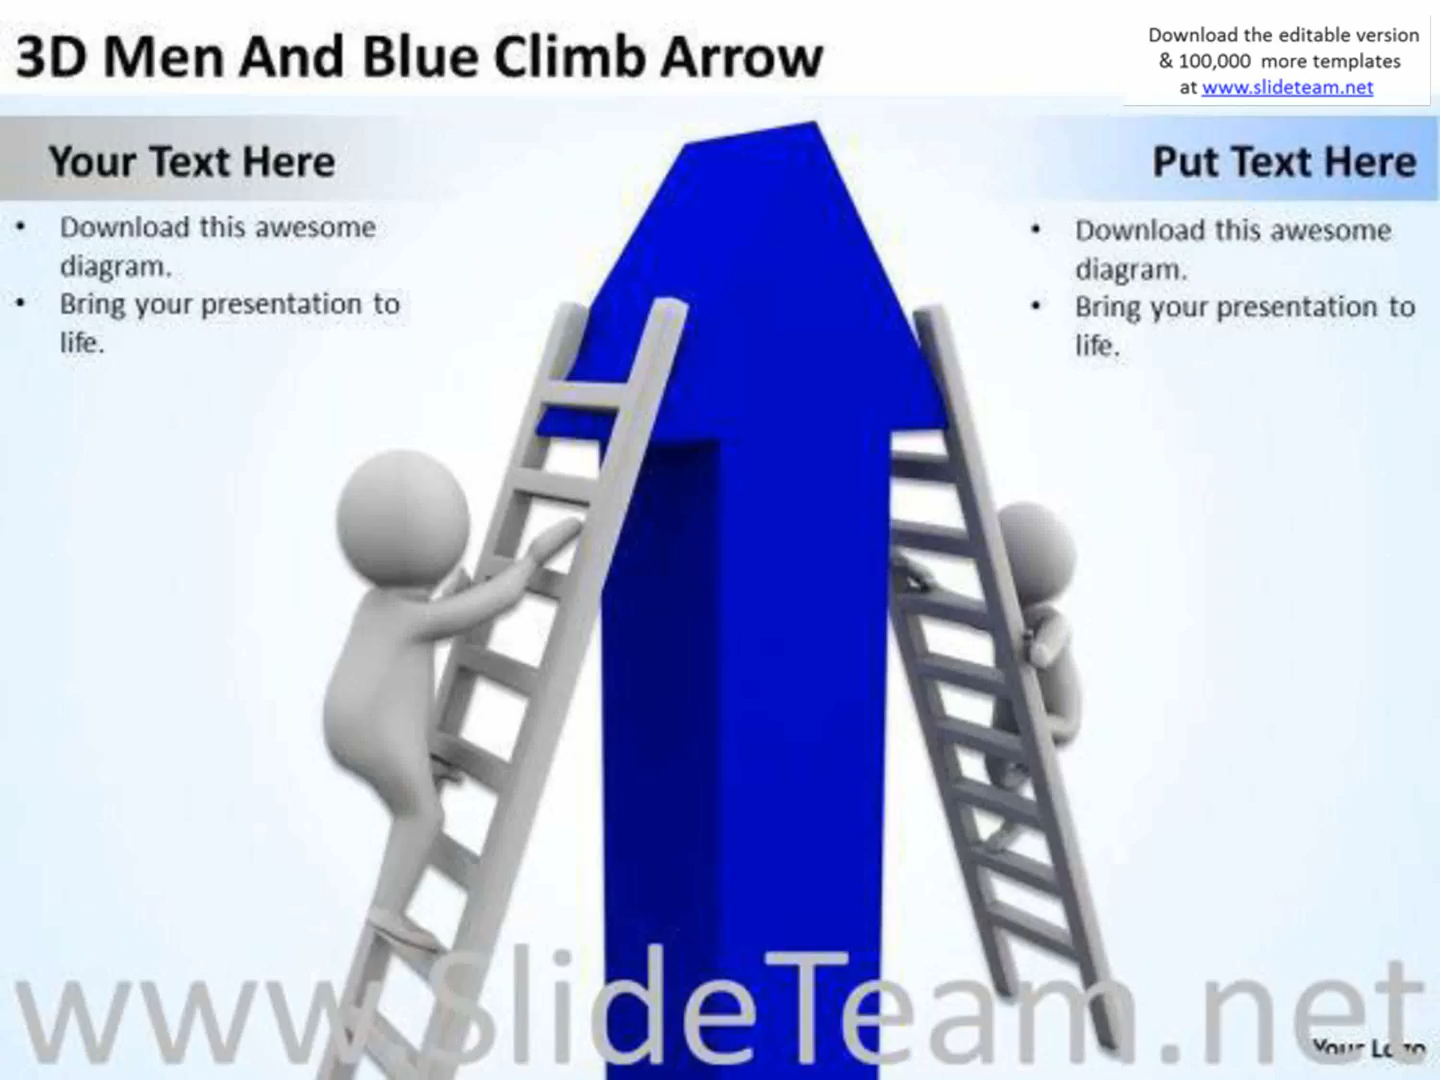 3D Men And Blue Climb Arrow
Download the editable version
& 100,000 more templates
at www.slideteam.net
Your Text Here
• Download this awesome
diagram.
• Bring your presentation to
life.
Put Text Here
• Download this awesome
diagram.
• Bring your presentation to
life.
www.SlideTeam.net
Your Logo